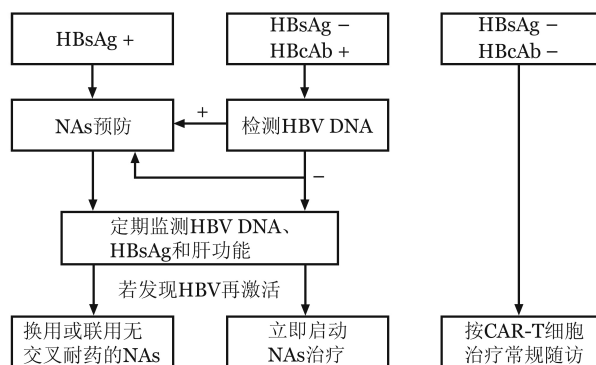 HBsAg +
HBsAg −
HBcAb +
HBsAg −
HBcAb −
NAs预防
+
检测HBV DNA
−
定期监测HBV DNA、
HBsAg和肝功能
若发现HBV再激活
换用或联用无
交叉耐药的NAs
立即启动
NAs治疗
按CAR-T细胞
治疗常规随访